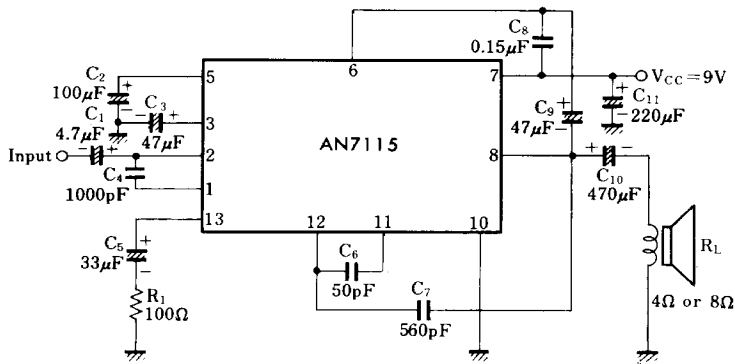 C8
0.15μF
6
C2
100μF
+
−
5
7
VCC=9V
C1
4.7μF
− +
C3
− +
47μF
3
AN7115
C9
47μF
+
−
C11
+
−
220μF
Input
2
8
+ −
C10
470μF
C4
1000pF
1
13
12
11
10
C5
33μF
+
−
C6
50pF
RL
R1
100Ω
C7
560pF
4Ω or 8Ω